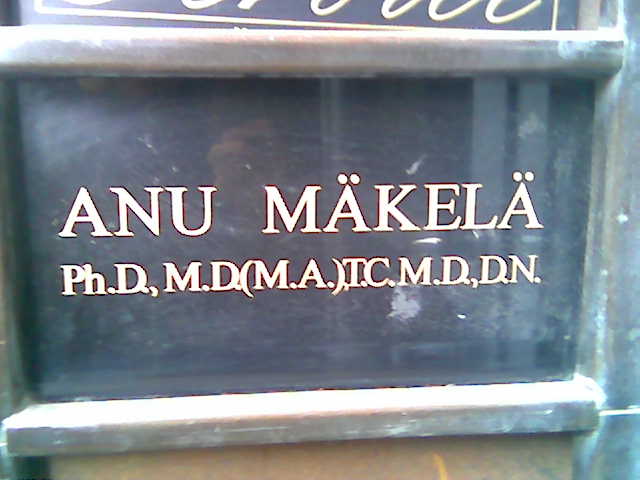 ANU MÄKELÄ
Ph.D., M.D.(M.A.),T.C.M.D.,D.N.